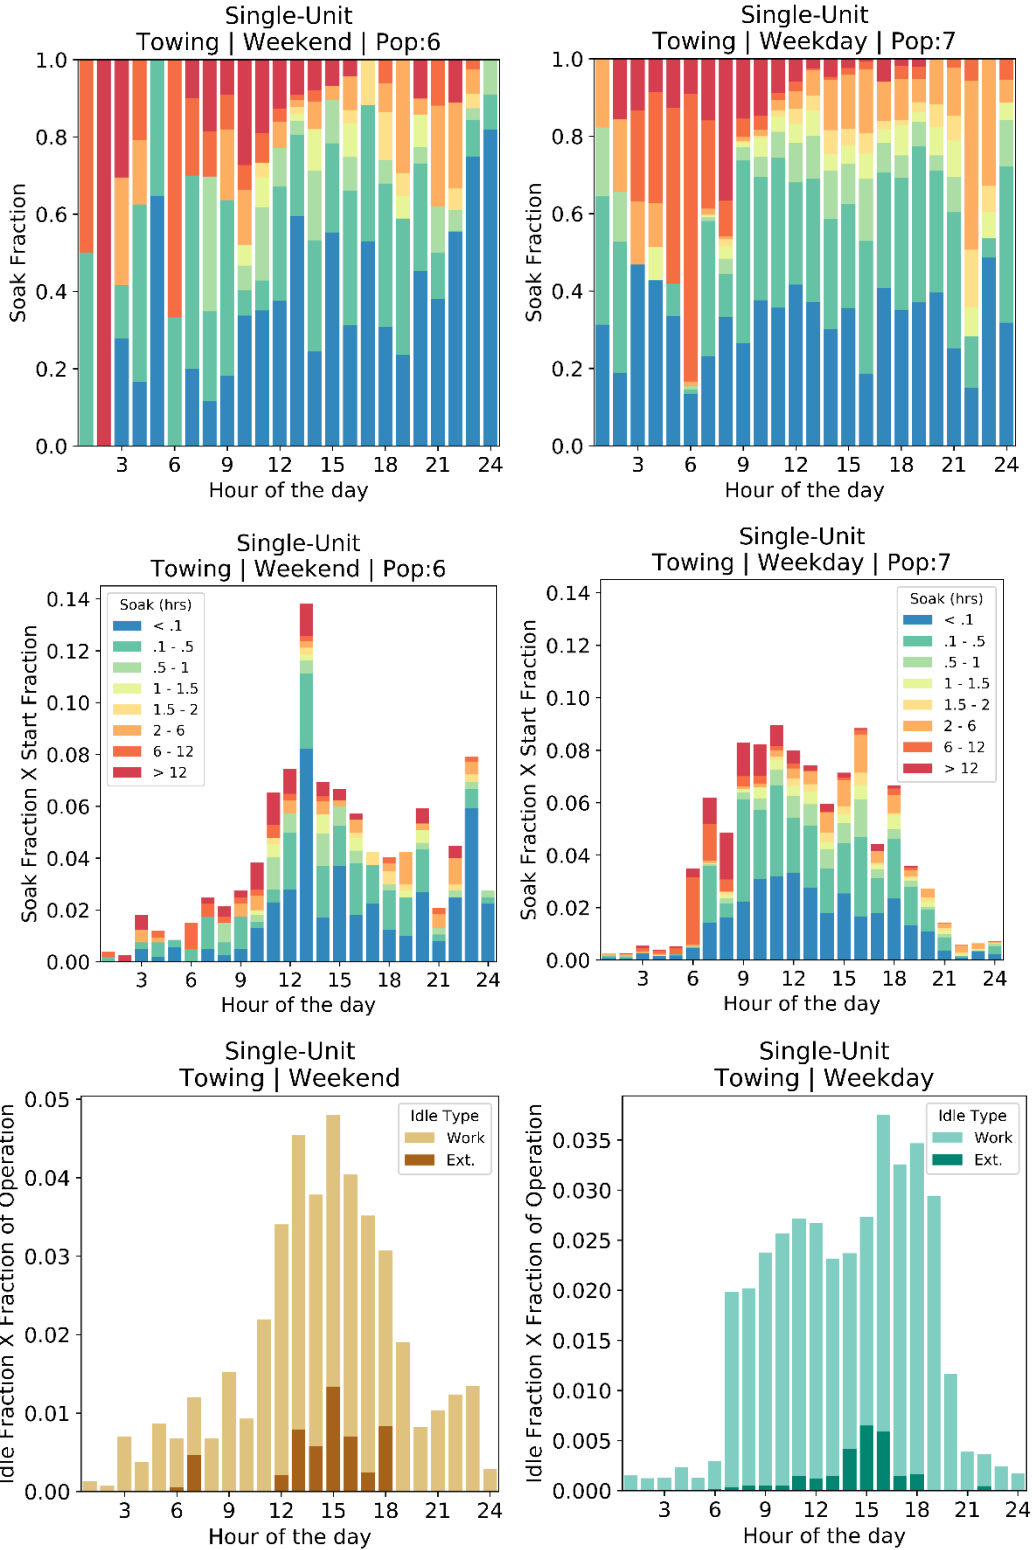 Single-Unit
Towing | Weekend | Pop:6
Soak Fraction
1.0
0.8
0.6
0.4
0.2
0.0
3 6 9 12 15 18 21 24
Hour of the day
Single-Unit
Towing | Weekday | Pop:7
Soak Fraction
1.0
0.8
0.6
0.4
0.2
0.0
3 6 9 12 15 18 21 24
Hour of the day
Single-Unit
Towing | Weekend | Pop:6
Soak Fraction X Start Fraction
0.14
0.12
0.10
0.08
0.06
0.04
0.02
0.00
Soak (hrs)
< .1
.1 - .5
.5 - 1
1 - 1.5
1.5 - 2
2 - 6
6 - 12
> 12
3 6 9 12 15 18 21 24
Hour of the day
Single-Unit
Towing | Weekday | Pop:7
Soak Fraction X Start Fraction
0.14
0.12
0.10
0.08
0.06
0.04
0.02
0.00
Soak (hrs)
< .1
.1 - .5
.5 - 1
1 - 1.5
1.5 - 2
2 - 6
6 - 12
> 12
3 6 9 12 15 18 21 24
Hour of the day
Single-Unit
Towing | Weekend
Idle Fraction X Fraction of Operation
0.05
0.04
0.03
0.02
0.01
0.00
Idle Type
Work
Ext.
3 6 9 12 15 18 21 24
Hour of the day
Single-Unit
Towing | Weekday
Idle Fraction X Fraction of Operation
0.035
0.030
0.025
0.020
0.015
0.010
0.005
0.000
Idle Type
Work
Ext.
3 6 9 12 15 18 21 24
Hour of the day